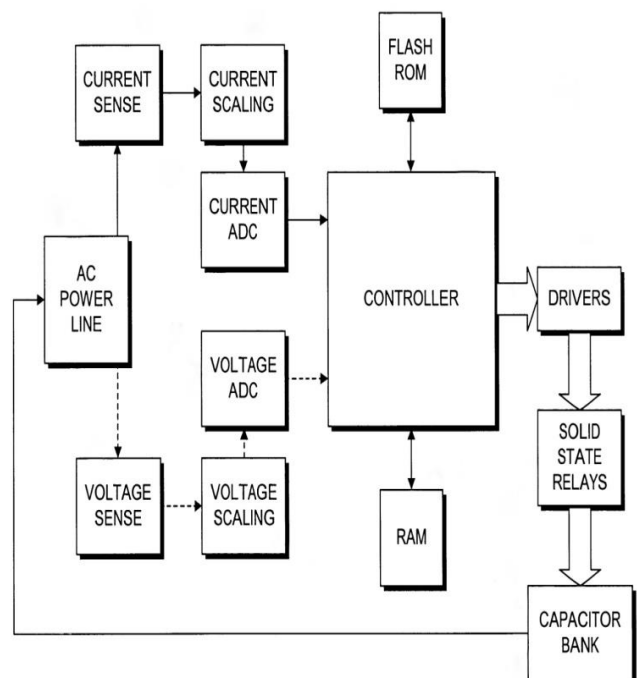 CURRENT
SENSE
CURRENT
SCALING
FLASH
ROM
CURRENT
ADC
AC
POWER
LINE
CONTROLLER
DRIVERS
VOLTAGE
ADC
VOLTAGE
SENSE
VOLTAGE
SCALING
SOLID
STATE
RELAYS
RAM
CAPACITOR
BANK